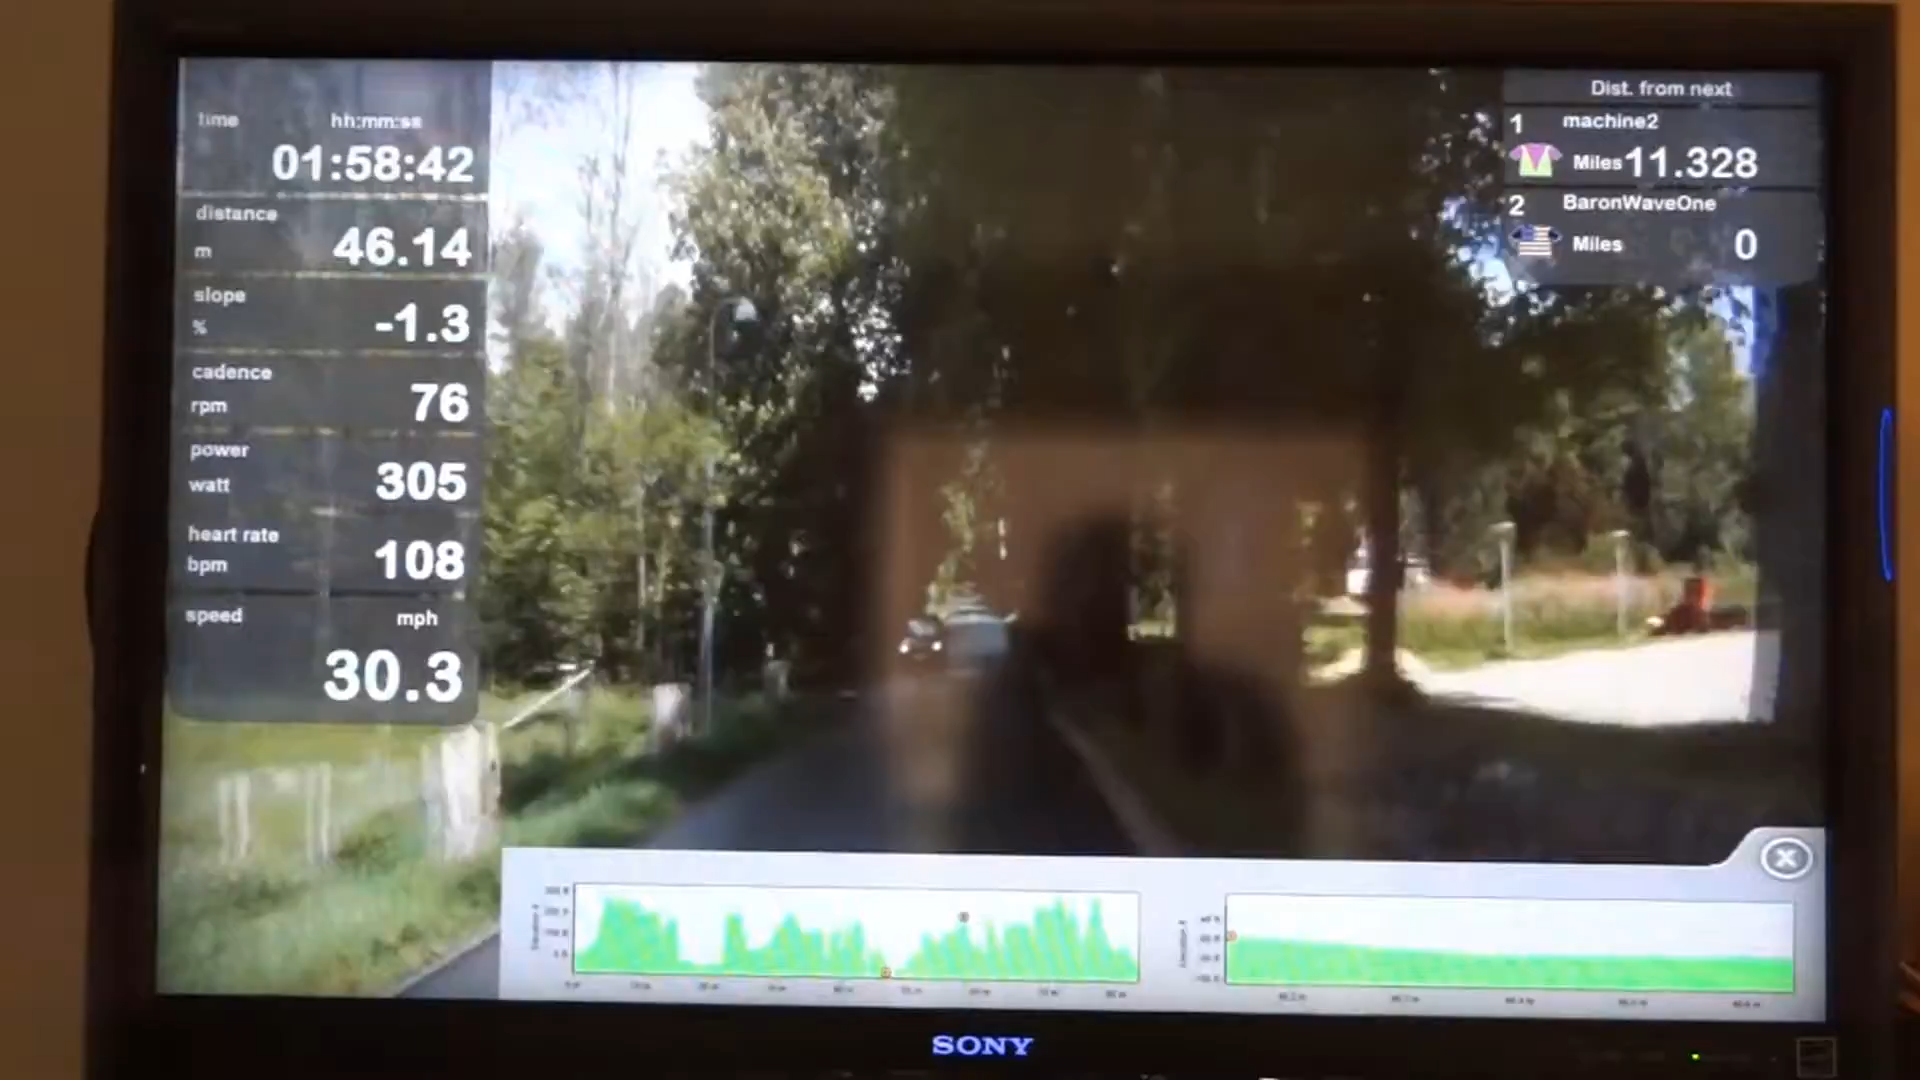 time hh:mm:ss
01:58:42
distance
m 46.14
slope
% -1.3
cadence
rpm 76
power
watt 305
heart rate
bpm 108
speed mph
30.3
Dist. from next
1 machine2
Miles 11.328
2 BaronWaveOne
Miles 0
SONY